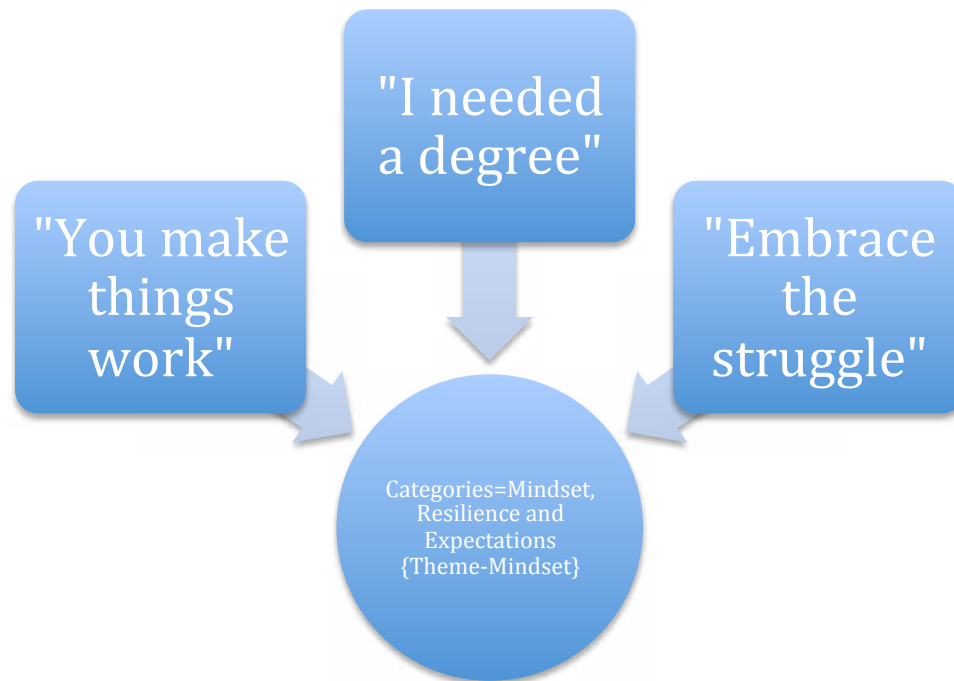 "I needed
a degree"
"You make
things
work"
"Embrace
the
struggle"
Categories=Mindset,
Resilience and
Expectations
{Theme-Mindset}